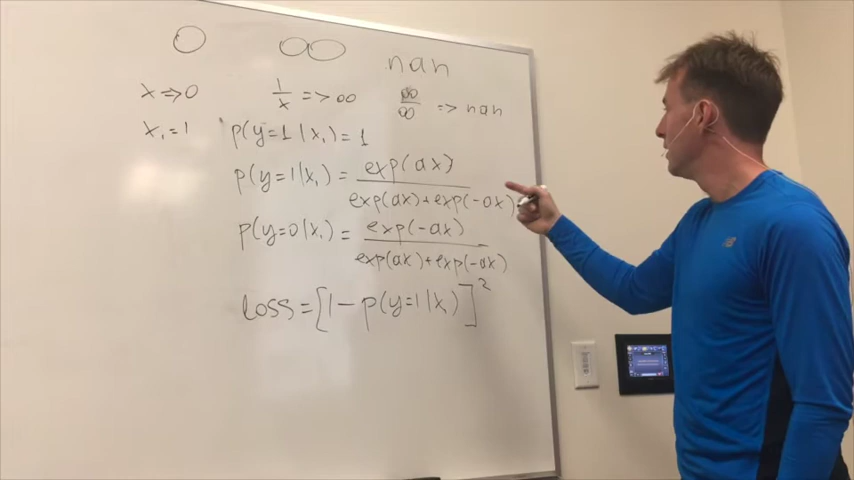 0 ∞ nan
x => 0 1/x => ∞ ∞/∞ => nan
x₁ = 1 p(y=1|x₁) = 1
p(y=1|x₁) = exp(ax) / exp(ax)+exp(-ax)
p(y=0|x₁) = exp(-ax) / exp(ax)+exp(-ax)
loss = [1 - p(y=1|x₁)]²